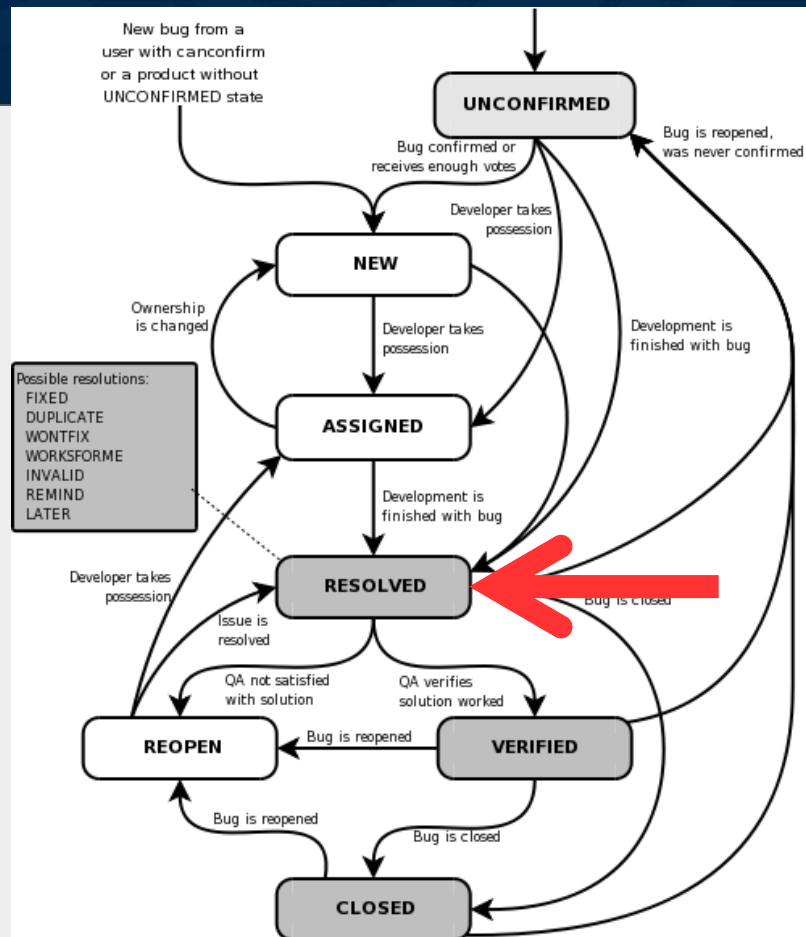 New bug from a
user with canconfirm
or a product without
UNCONFIRMED state
UNCONFIRMED
Bug is reopened,
was never confirmed
Bug confirmed or
receives enough votes
Developer takes
possession
NEW
Ownership
is changed
Developer takes
possession
Development is
finished with bug
Possible resolutions:
FIXED
DUPLICATE
WONTFIX
WORKSFORME
INVALID
REMIND
LATER
ASSIGNED
Development is
finished with bug
Developer takes
possession
RESOLVED
Bug is closed
Issue is
resolved
QA not satisfied
with solution
QA verifies
solution worked
REOPEN
Bug is reopened
VERIFIED
Bug is reopened
Bug is closed
CLOSED